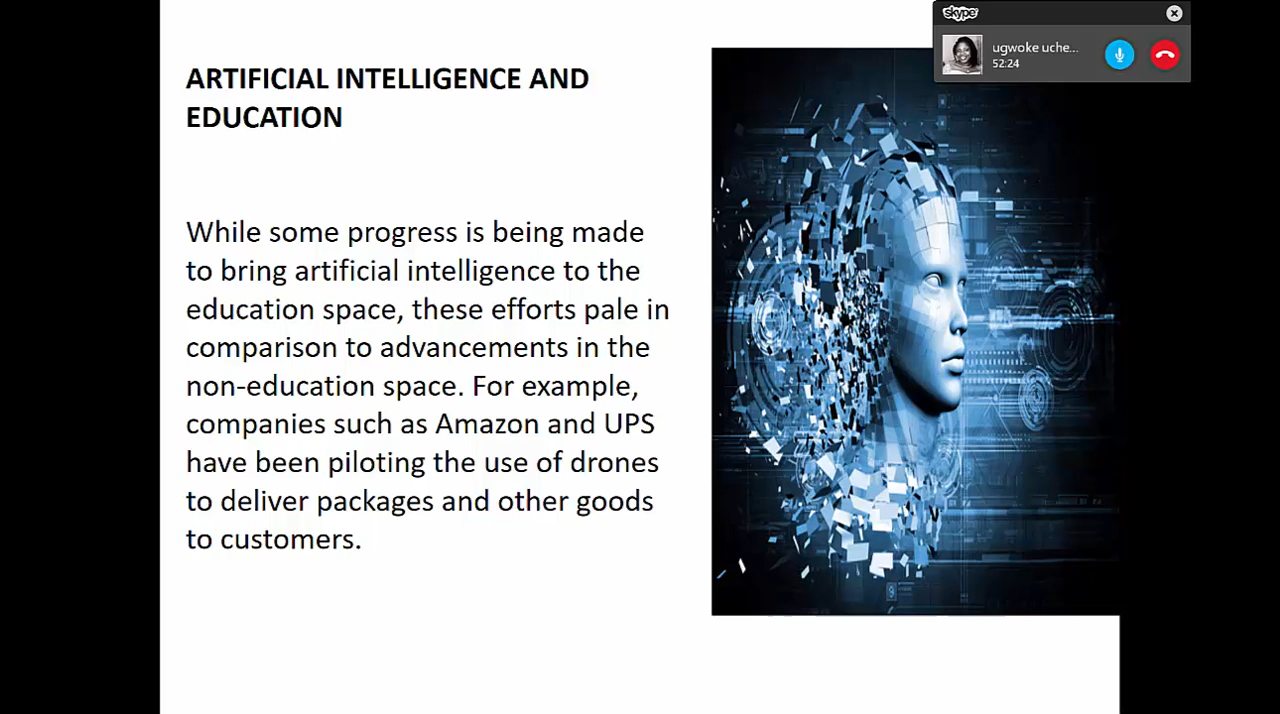 skype
ugwoke uche...
52:24
ARTIFICIAL INTELLIGENCE AND
EDUCATION
While some progress is being made
to bring artificial intelligence to the
education space, these efforts pale in
comparison to advancements in the
non-education space. For example,
companies such as Amazon and UPS
have been piloting the use of drones
to deliver packages and other goods
to customers.